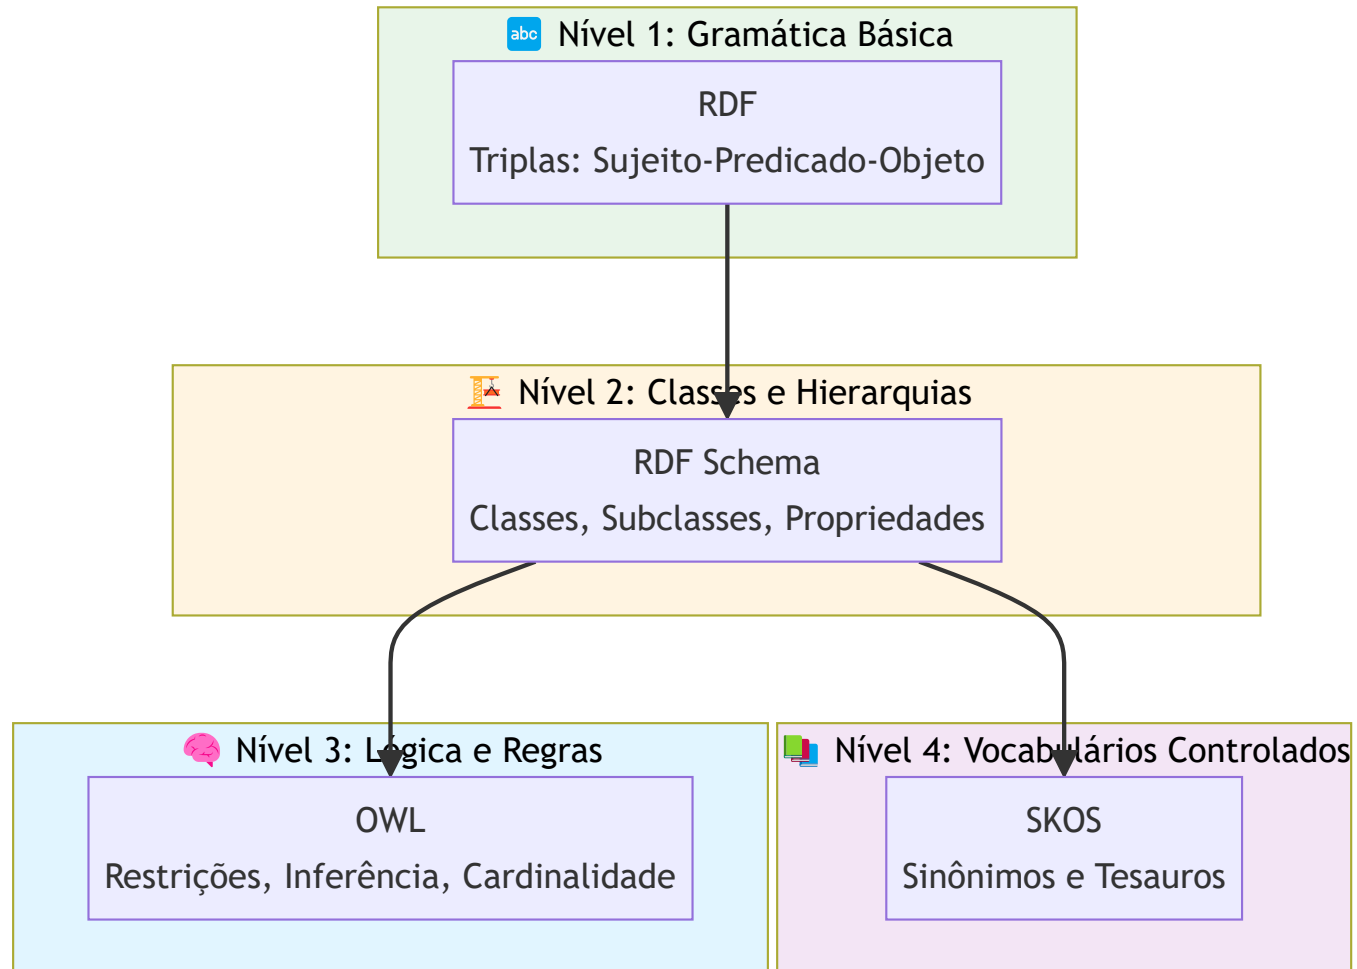 abc Nível 1: Gramática Básica
RDF
Triplas: Sujeito-Predicado-Objeto
Nível 2: Classes e Hierarquias
RDF Schema
Classes, Subclasses, Propriedades
Nível 3: Lógica e Regras
OWL
Restrições, Inferência, Cardinalidade
Nível 4: Vocabulários Controlados
SKOS
Sinônimos e Tesauros